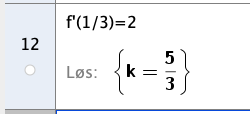 12
f'(1/3)=2
Løs: {k = 5/3}